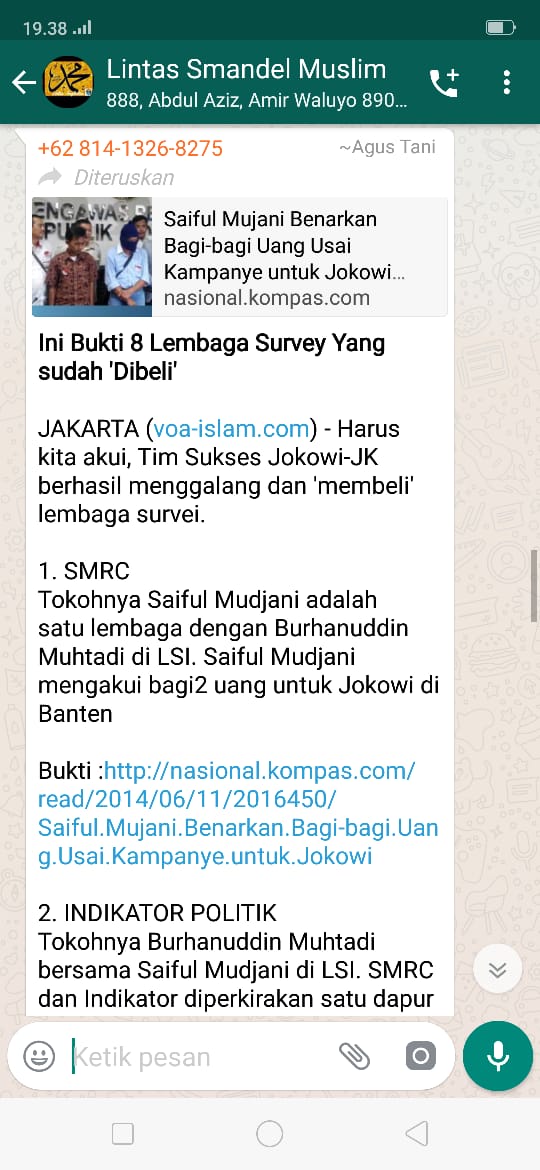 19.38
Lintas Smandel Muslim
888, Abdul Aziz, Amir Waluyo 890...
+62 814-1326-8275
~Agus Tani
Diteruskan
ENGAWAS PE
PUBLIK
Saiful Mujani Benarkan
Bagi-bagi Uang Usai
Kampanye untuk Jokowi...
nasional.kompas.com
Ini Bukti 8 Lembaga Survey Yang
sudah 'Dibeli'
JAKARTA (voa-islam.com) - Harus
kita akui, Tim Sukses Jokowi-JK
berhasil menggalang dan 'membeli'
lembaga survei.
1. SMRC
Tokohnya Saiful Mudjani adalah
satu lembaga dengan Burhanuddin
Muhtadi di LSI. Saiful Mudjani
mengakui bagi2 uang untuk Jokowi di
Banten
Bukti :http://nasional.kompas.com/
read/2014/06/11/2016450/
Saiful.Mujani.Benarkan.Bagi-bagi.Uan
g.Usai.Kampanye.untuk.Jokowi
2. INDIKATOR POLITIK
Tokohnya Burhanuddin Muhtadi
bersama Saiful Mudjani di LSI. SMRC
dan Indikator diperkirakan satu dapur
Ketik pesan